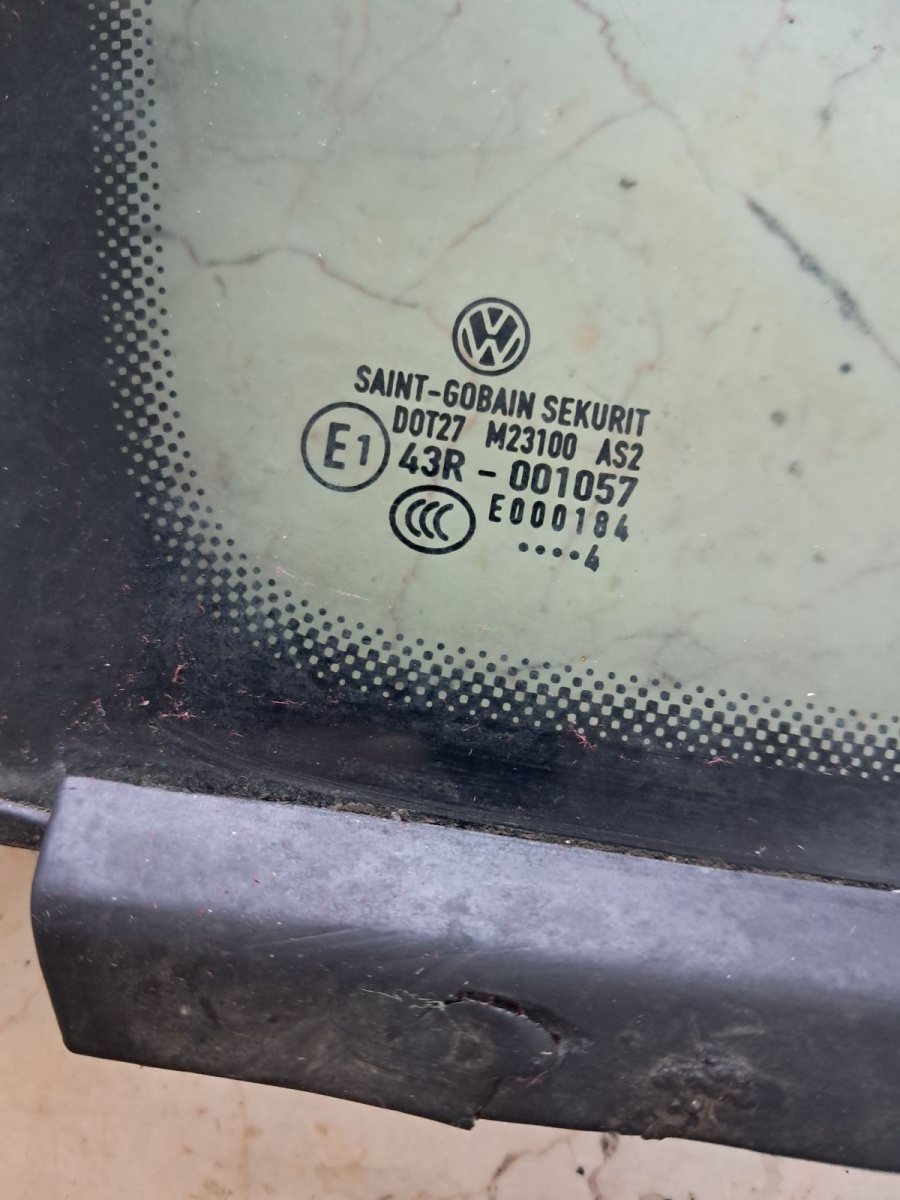 VW
SAINT-GOBAIN SEKURIT
DOT27 M23100 AS2
E1 43R - 001057
CCC E000184
••••4